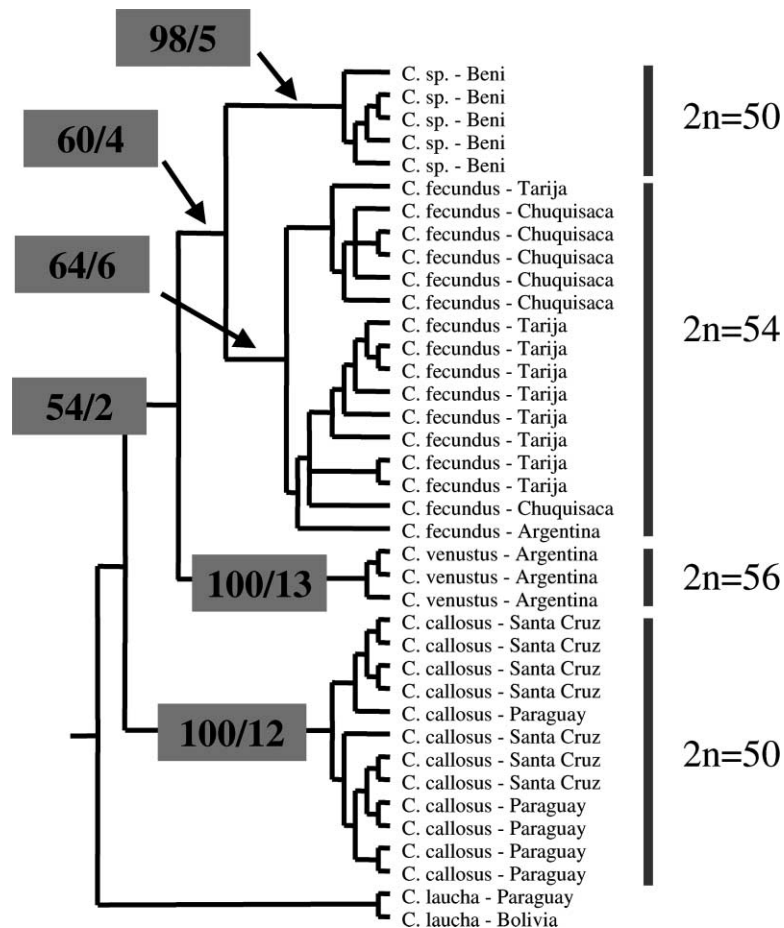 98/5
60/4
64/6
54/2
100/13
100/12
C. sp. - Beni
C. sp. - Beni
C. sp. - Beni
C. sp. - Beni
C. sp. - Beni
C. fecundus - Tarija
C. fecundus - Chuquisaca
C. fecundus - Chuquisaca
C. fecundus - Chuquisaca
C. fecundus - Chuquisaca
C. fecundus - Chuquisaca
C. fecundus - Tarija
C. fecundus - Tarija
C. fecundus - Tarija
C. fecundus - Tarija
C. fecundus - Tarija
C. fecundus - Tarija
C. fecundus - Tarija
C. fecundus - Tarija
C. fecundus - Chuquisaca
C. fecundus - Argentina
C. venustus - Argentina
C. venustus - Argentina
C. venustus - Argentina
C. callosus - Santa Cruz
C. callosus - Santa Cruz
C. callosus - Santa Cruz
C. callosus - Santa Cruz
C. callosus - Paraguay
C. callosus - Santa Cruz
C. callosus - Santa Cruz
C. callosus - Santa Cruz
C. callosus - Paraguay
C. callosus - Paraguay
C. callosus - Paraguay
C. callosus - Paraguay
C. laucha - Paraguay
C. laucha - Bolivia
2n=50
2n=54
2n=56
2n=50